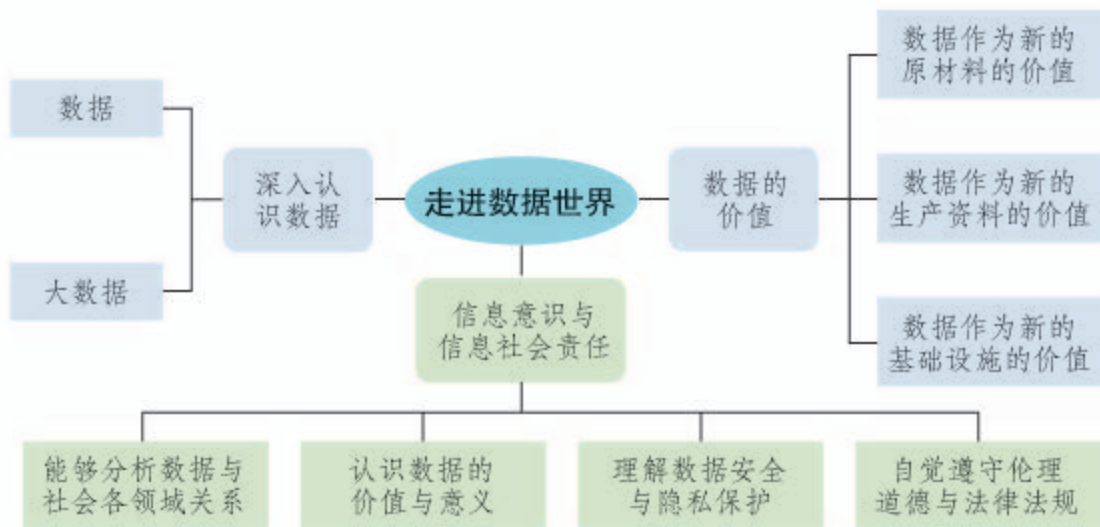 数据
大数据
深入认
识数据
走进数据世界
数据的
价值
数据作为新的
原材料的价值
数据作为新的
生产资料的价值
数据作为新的
基础设施的价值
信息意识与
信息社会责任
能够分析数据与
社会各领域关系
认识数据的
价值与意义
理解数据安全
与隐私保护
自觉遵守伦理
道德与法律法规